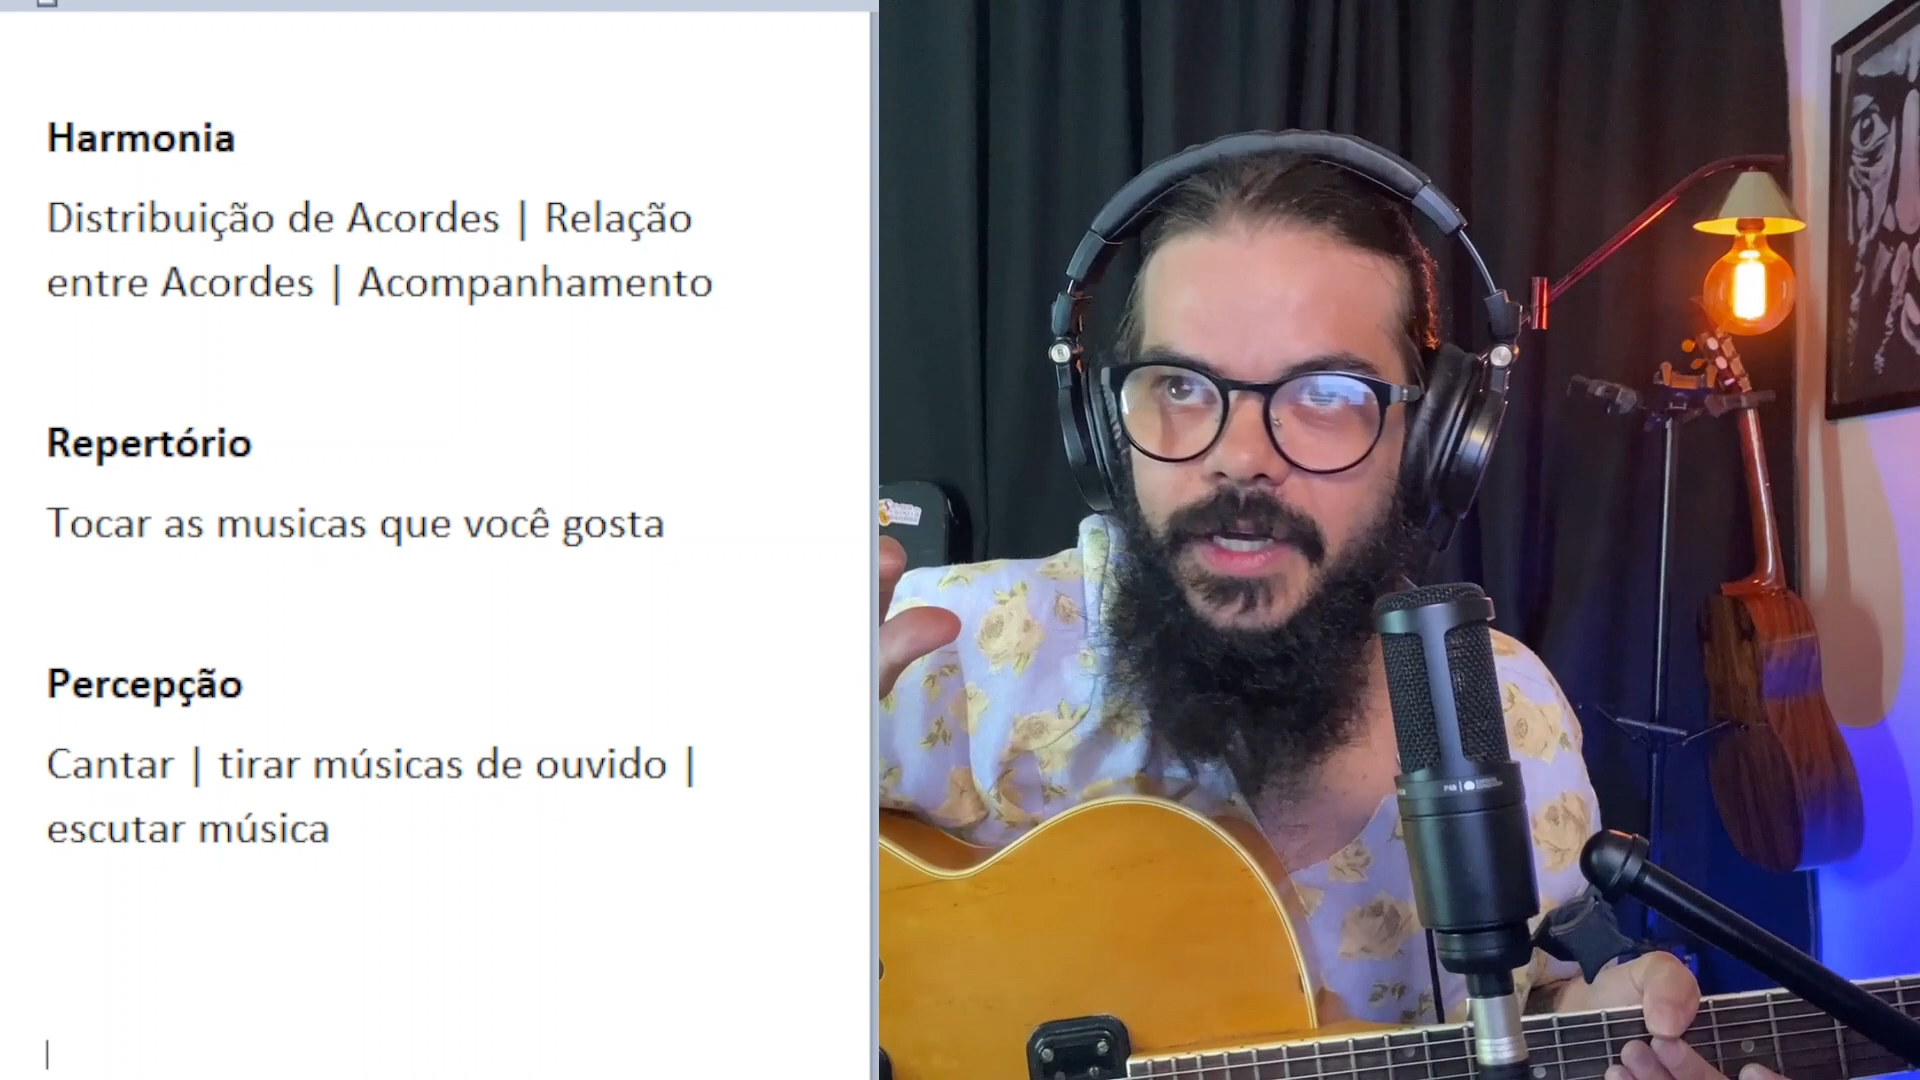 Harmonia
Distribuição de Acordes | Relação
entre Acordes | Acompanhamento
Repertório
Tocar as musicas que você gosta
Percepção
Cantar | tirar músicas de ouvido |
escutar música